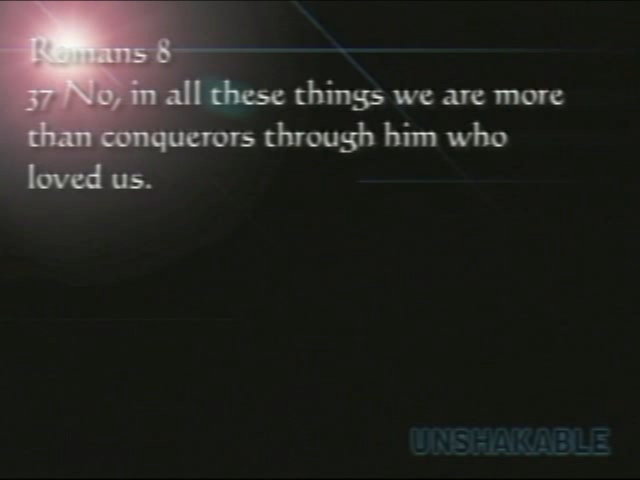 Romans 8
37 No, in all these things we are more
than conquerors through him who
loved us.
UNSHAKABLE